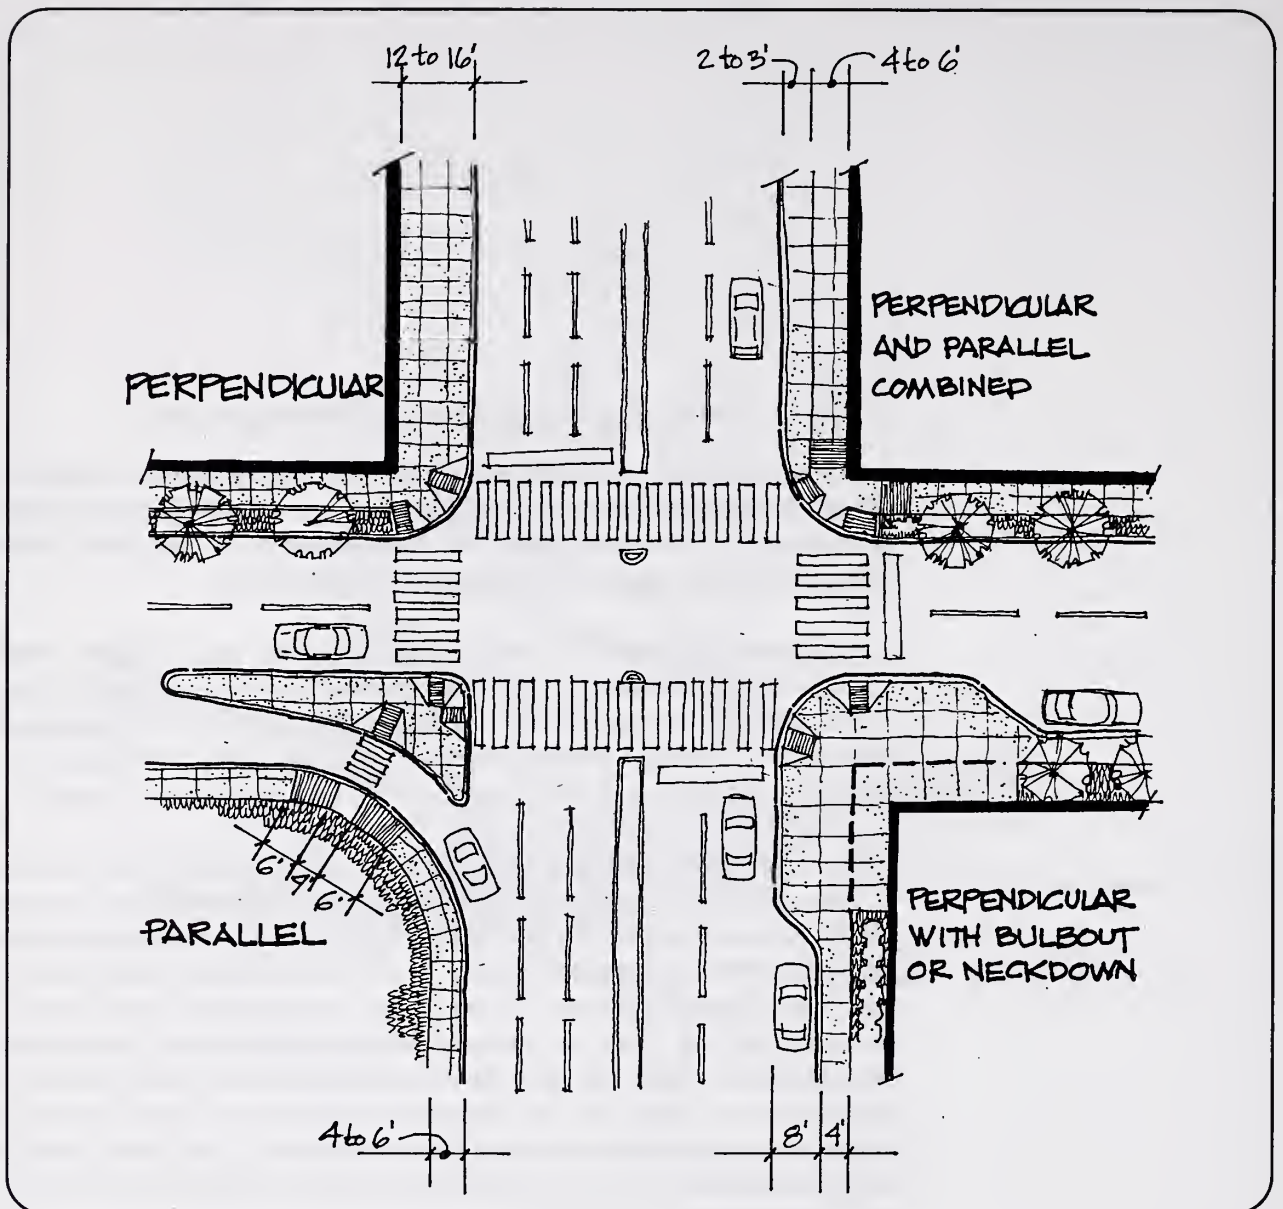 12 to 16'
2 to 3'
4 to 6'
PERPENDICULAR
PERPENDICULAR
AND PARALLEL
COMBINED
6'
4'
6'
PARALLEL
PERPENDICULAR
WITH BULBOUT
OR NECKDOWN
4 to 6'
8'
4'